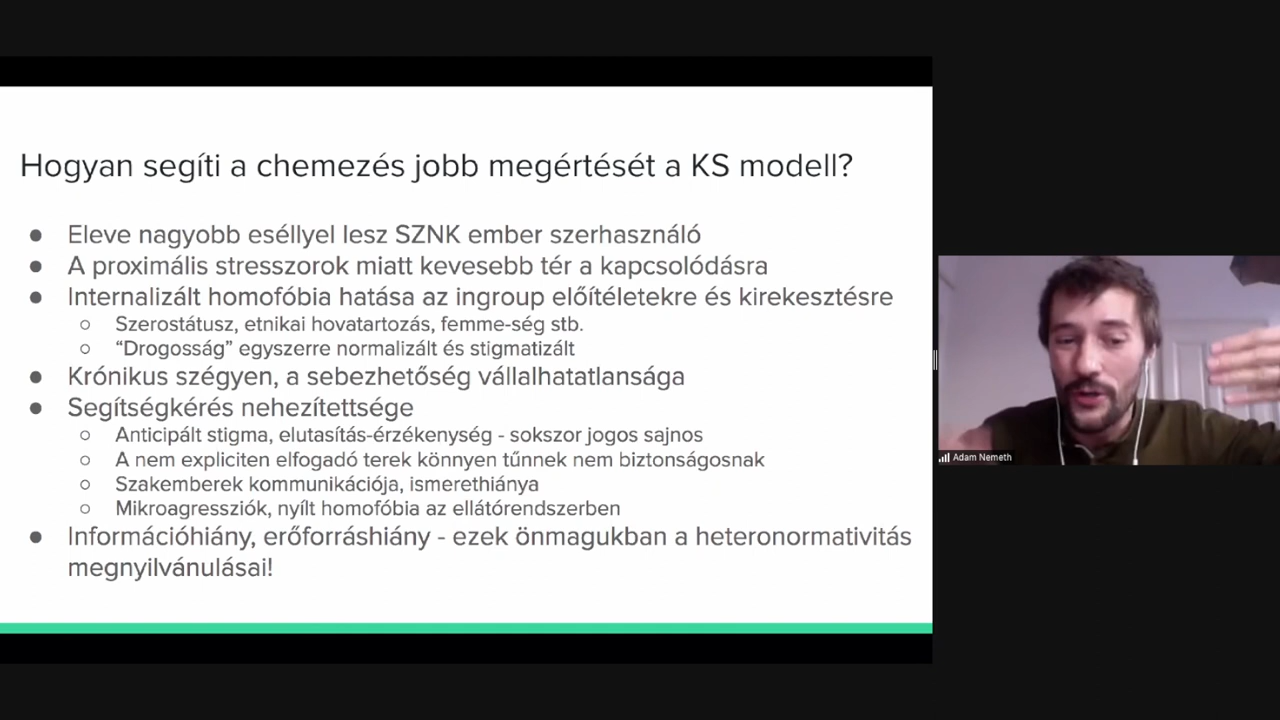 Hogyan segíti a chemezés jobb megértését a KS modell?
● Eleve nagyobb eséllyel lesz SZNK ember szerhasználó
● A proximális stresszorok miatt kevesebb tér a kapcsolódásra
● Internalizált homofóbia hatása az ingroup előítéletekre és kirekesztésre
○ Szerostátusz, etnikai hovatartozás, femme-ség stb.
○ “Drogosság” egyszerre normalizált és stigmatizált
● Krónikus szégyen, a sebezhetőség vállalhatatlansága
● Segítségkérés nehezítettsége
○ Anticipált stigma, elutasítás-érzékenység - sokszor jogos sajnos
○ A nem expliciten elfogadó terek könnyen tűnnek nem biztonságosnak
○ Szakemberek kommunikációja, ismerethiánya
○ Mikroagressziók, nyílt homofóbia az ellátórendszerben
● Információhiány, erőforráshiány - ezek önmagukban a heteronormativitás
megnyilvánulásai!
Adam Nemeth